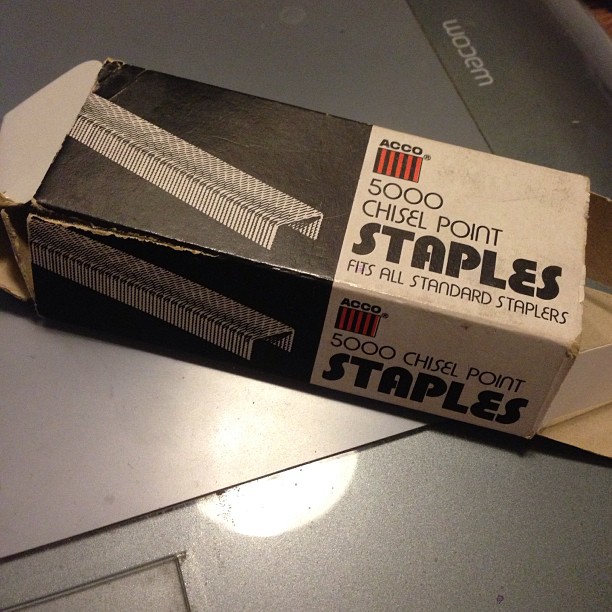 wacom
ACCO®
5000
CHISEL POINT
STAPLES
FITS ALL STANDARD STAPLERS
ACCO®
5000 CHISEL POINT
STAPLES